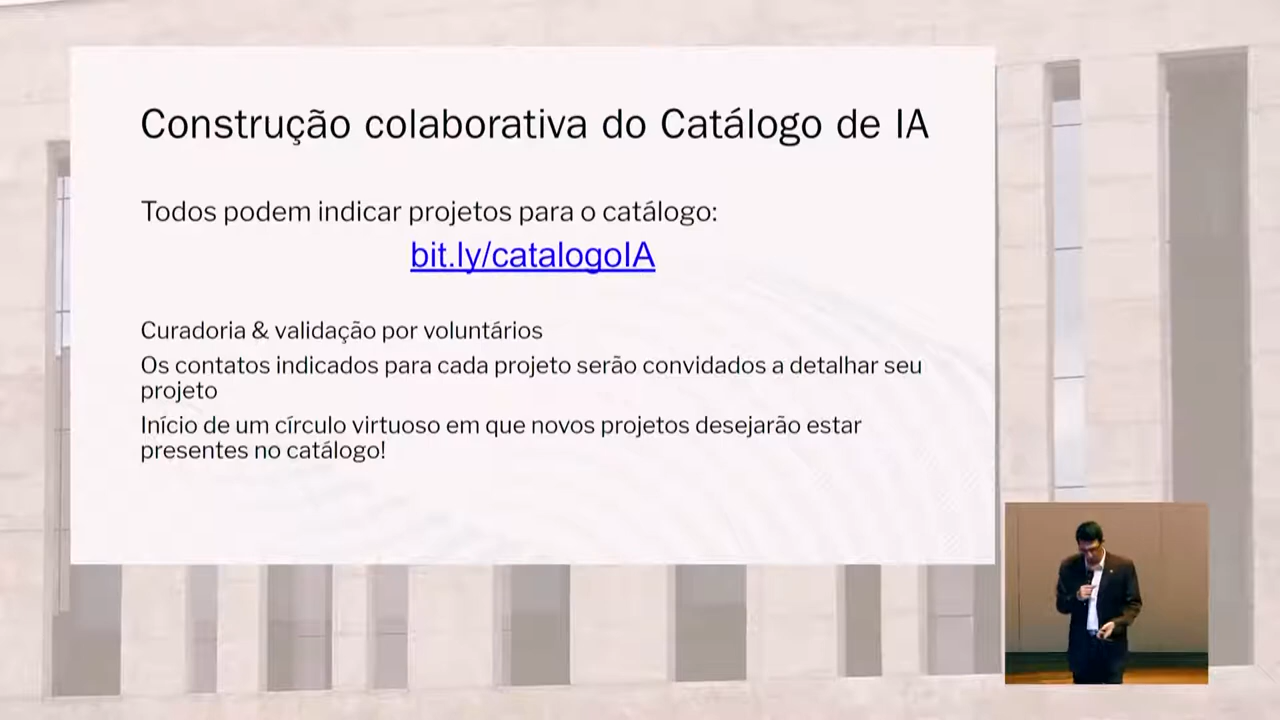 Construção colaborativa do Catálogo de IA
Todos podem indicar projetos para o catálogo:
bit.ly/catalogoIA
Curadoria & validação por voluntários
Os contatos indicados para cada projeto serão convidados a detalhar seu
projeto
Início de um círculo virtuoso em que novos projetos desejarão estar
presentes no catálogo!